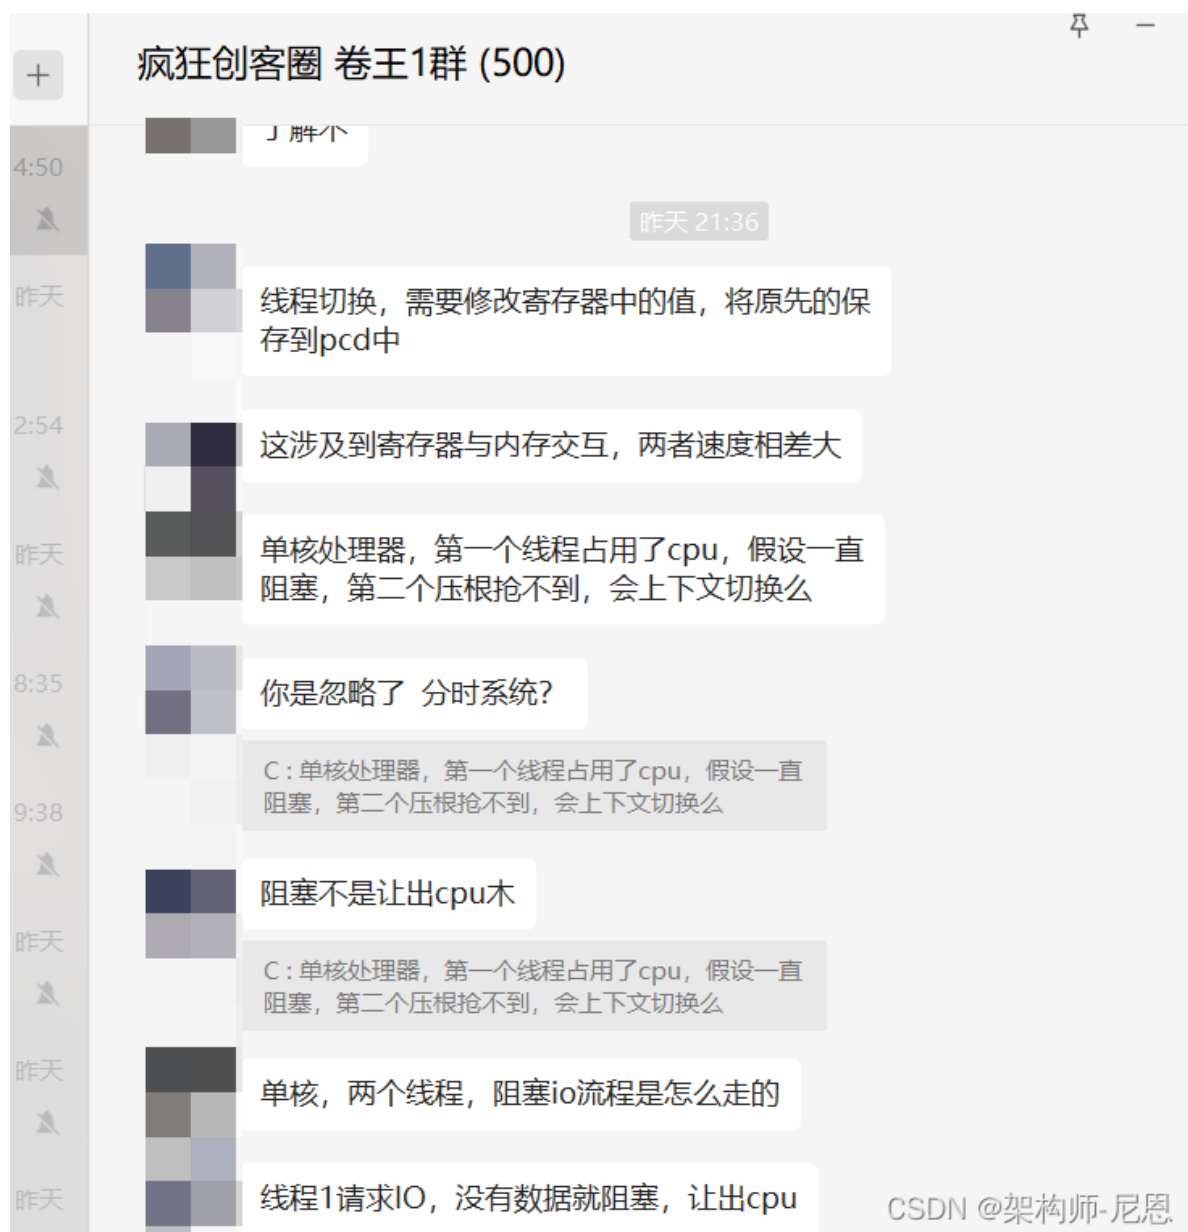 疯狂创客圈 卷王1群 (500)
4:50
昨天
2:54
昨天
8:35
9:38
昨天
昨天
昨天
了解不
昨天 21:36
线程切换，需要修改寄存器中的值，将原先的保
存到pcd中
这涉及到寄存器与内存交互，两者速度相差大
单核处理器，第一个线程占用了cpu，假设一直
阻塞，第二个压根抢不到，会上下文切换么
你是忽略了 分时系统？
C : 单核处理器，第一个线程占用了cpu，假设一直
阻塞，第二个压根抢不到，会上下文切换么
阻塞不是让出cpu木
C : 单核处理器，第一个线程占用了cpu，假设一直
阻塞，第二个压根抢不到，会上下文切换么
单核，两个线程，阻塞io流程是怎么走的
线程1请求IO，没有数据就阻塞，让出cpu
CSDN @架构师-尼恩